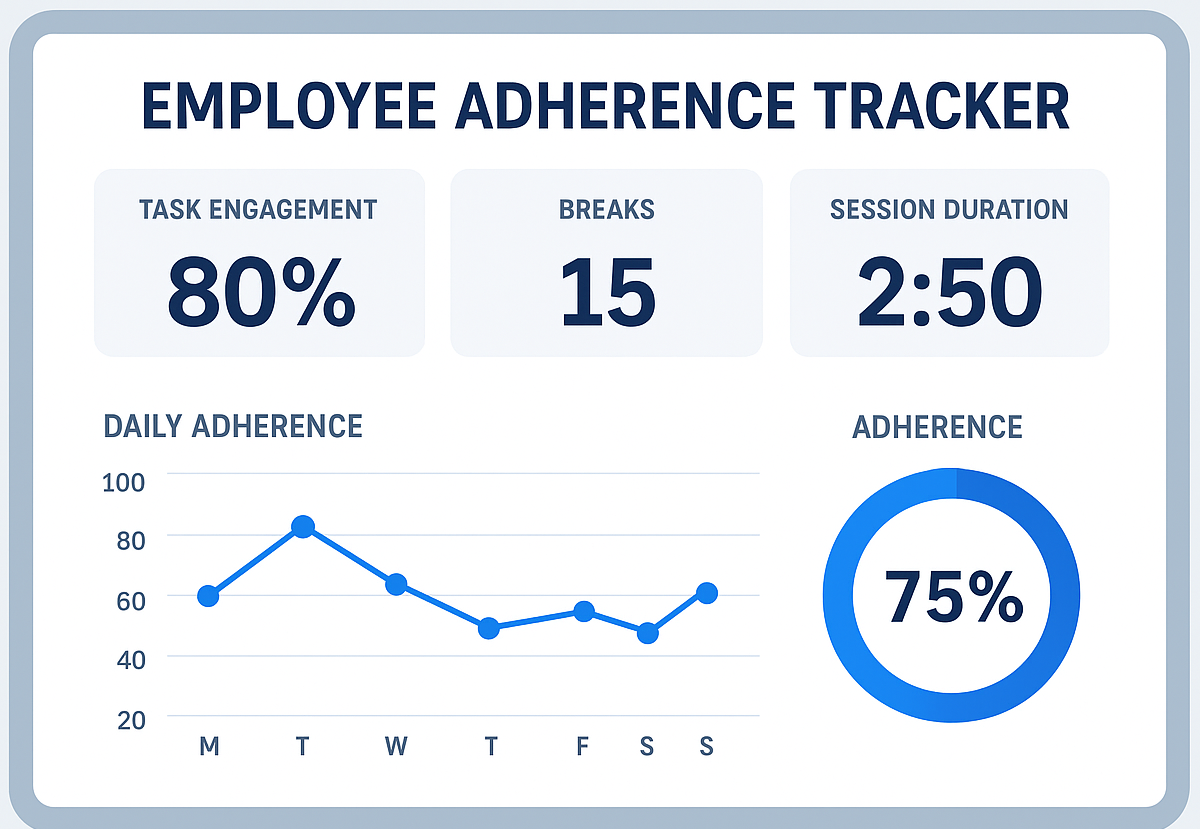 EMPLOYEE ADHERENCE TRACKER
TASK ENGAGEMENT
80%
BREAKS
15
SESSION DURATION
2:50
DAILY ADHERENCE
100
80
60
40
20
M T W T F S S
ADHERENCE
75%